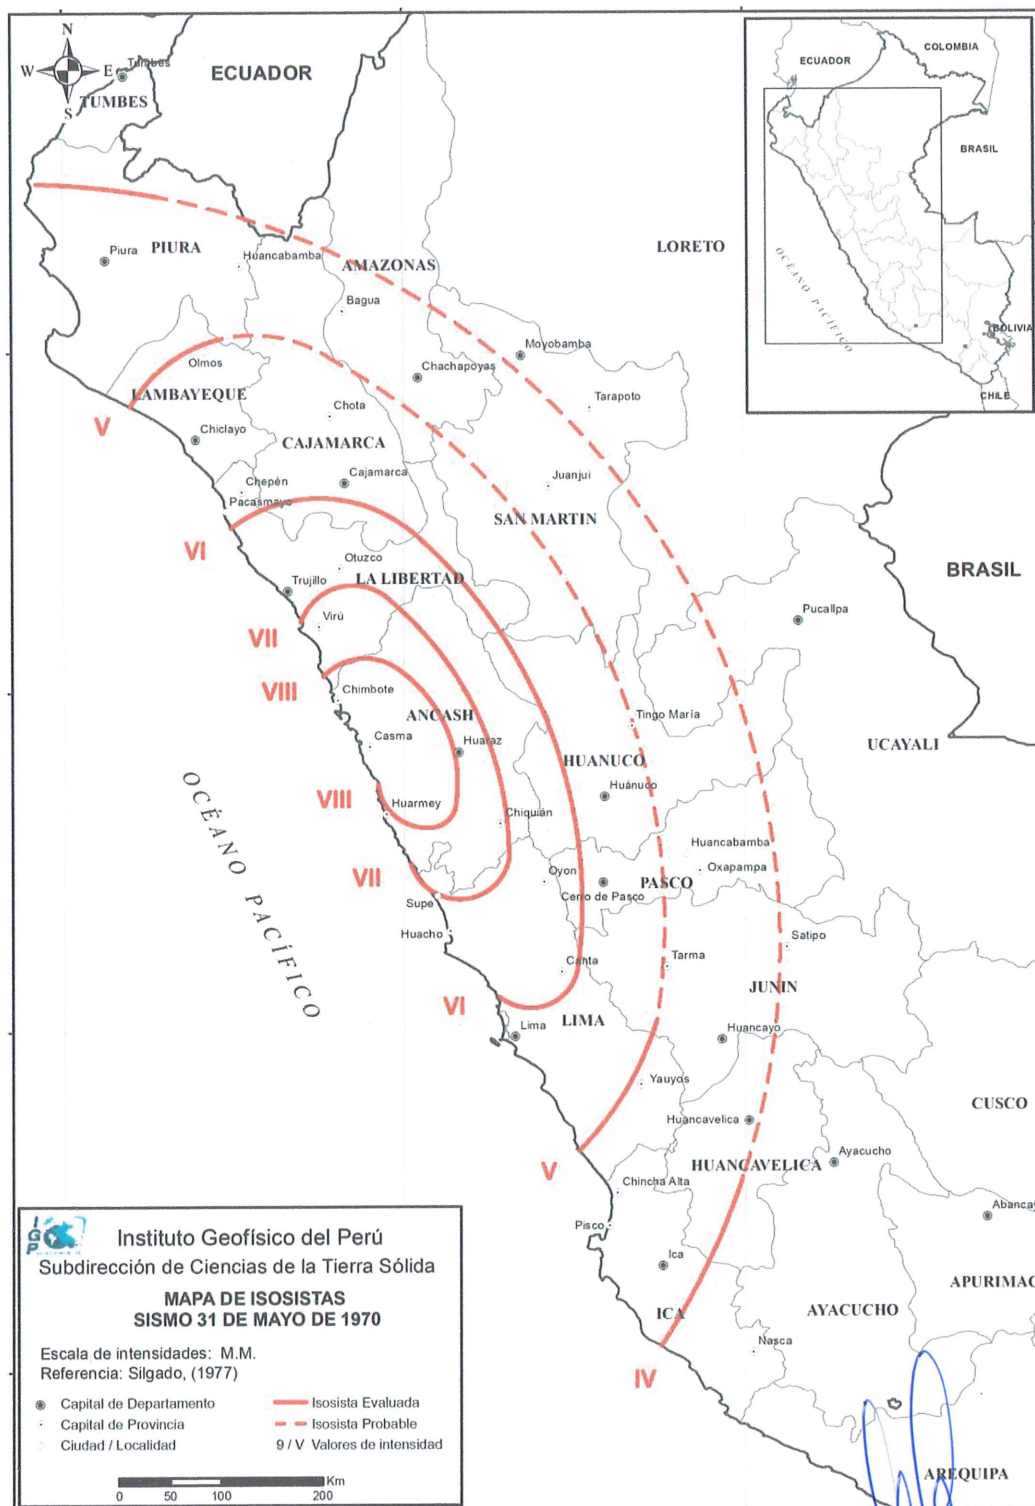 N
W
E
S
Tumbes
TUMBES
ECUADOR
PIURA
Piura
Huancabamba
AMAZONAS
Bagua
LORETO
Moyobamba
Chachapoyas
Olmos
LAMBAYEQUE
V
Chota
Tarapoto
Chiclayo
CAJAMARCA
Cajamarca
Chepén
Pacasmayo
Juanjui
SAN MARTIN
VI
Otuzco
LA LIBERTAD
Trujillo
Virú
VII
BRASIL
Pucallpa
VIII
Chimbote
ANCASH
Casma
Huaraz
Tingo María
UCAYALI
HUANUCO
Huánuco
VIII
Huarmey
Chiquián
Huancabamba
Oxapampa
VII
Oyon
PASCO
Cerro de Pasco
Supe
Huacho
Satipo
Canta
Tarma
JUNIN
VI
LIMA
Lima
Huancayo
Yauyos
CUSCO
Huancavelica
V
HUANCAVELICA
Ayacucho
Chincha Alta
Abancay
Pisco
Ica
APURIMAC
ICA
AYACUCHO
Nasca
IV
AREQUIPA
OCÉANO PACÍFICO
COLOMBIA
ECUADOR
BRASIL
OCÉANO PACÍFICO
BOLIVIA
CHILE
IGP
Instituto Geofísico del Perú
Subdirección de Ciencias de la Tierra Sólida
MAPA DE ISOSISTAS
SISMO 31 DE MAYO DE 1970
Escala de intensidades: M.M.
Referencia: Silgado, (1977)
Capital de Departamento
Isosista Evaluada
Capital de Provincia
Isosista Probable
Ciudad / Localidad
9 / V Valores de intensidad
Km
0 50 100 200